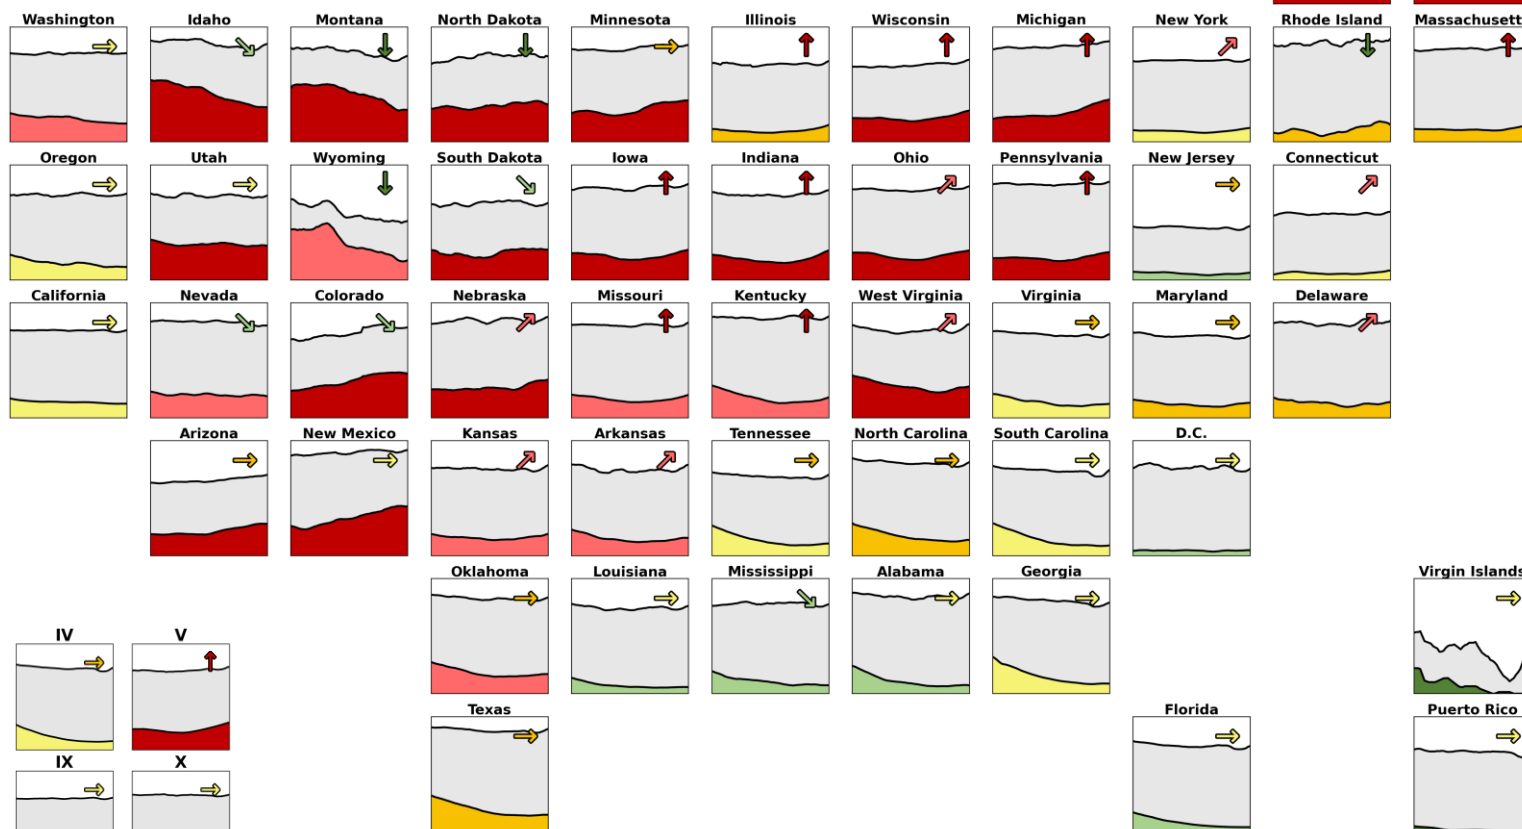 Washington Idaho Montana North Dakota Minnesota Illinois Wisconsin Michigan New York Rhode Island Massachusett
Oregon Utah Wyoming South Dakota Iowa Indiana Ohio Pennsylvania New Jersey Connecticut
California Nevada Colorado Nebraska Missouri Kentucky West Virginia Virginia Maryland Delaware
Arizona New Mexico Kansas Arkansas Tennessee North Carolina South Carolina D.C.
Oklahoma Louisiana Mississippi Alabama Georgia Virgin Islands
IV V
Texas Florida Puerto Rico
IX X